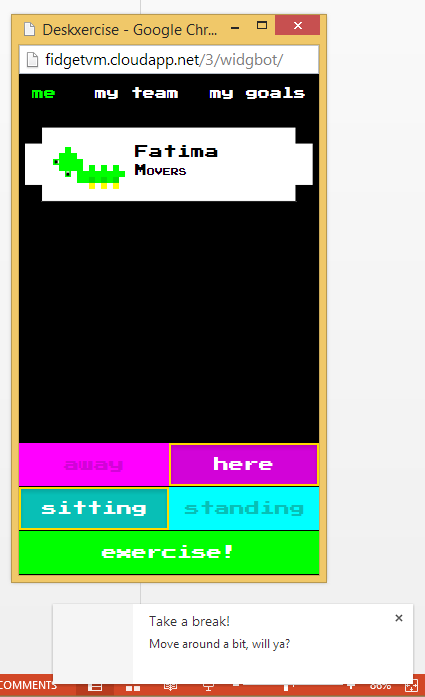 Deskxercise - Google Chr...
fidgetvm.cloudapp.net/3/widgbot/
me my team my goals
Fatima
Movers
away here
sitting standing
exercise!
Take a break!
Move around a bit, will ya?
COMMENTS 86%